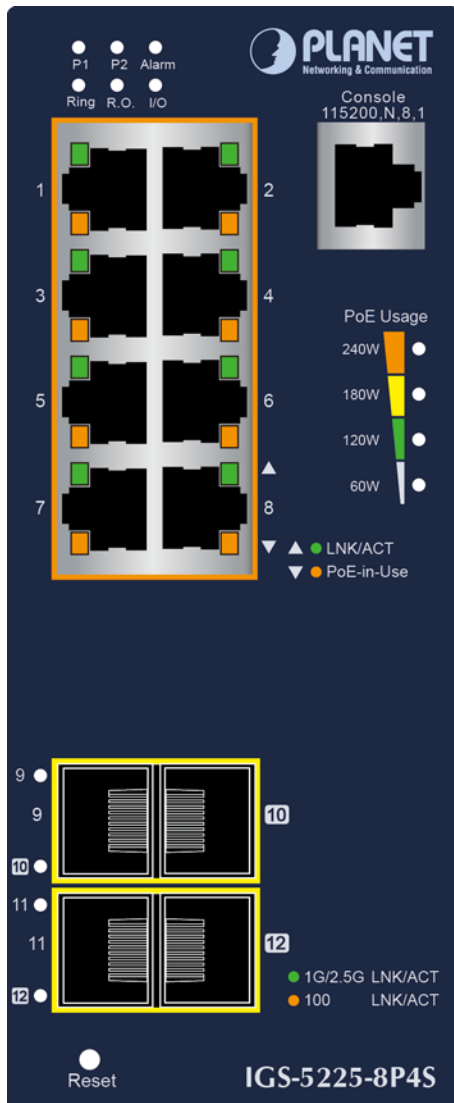 P1 P2 Alarm
Ring R.O. I/O
PLANET
Networking & Communication
Console
115200,N,8,1
1 2
3 4
5 6
7 8
PoE Usage
240W
180W
120W
60W
▲ LNK/ACT
▼ PoE-in-Use
9
9 10
10
11
11 12
12
1G/2.5G LNK/ACT
100 LNK/ACT
Reset
IGS-5225-8P4S